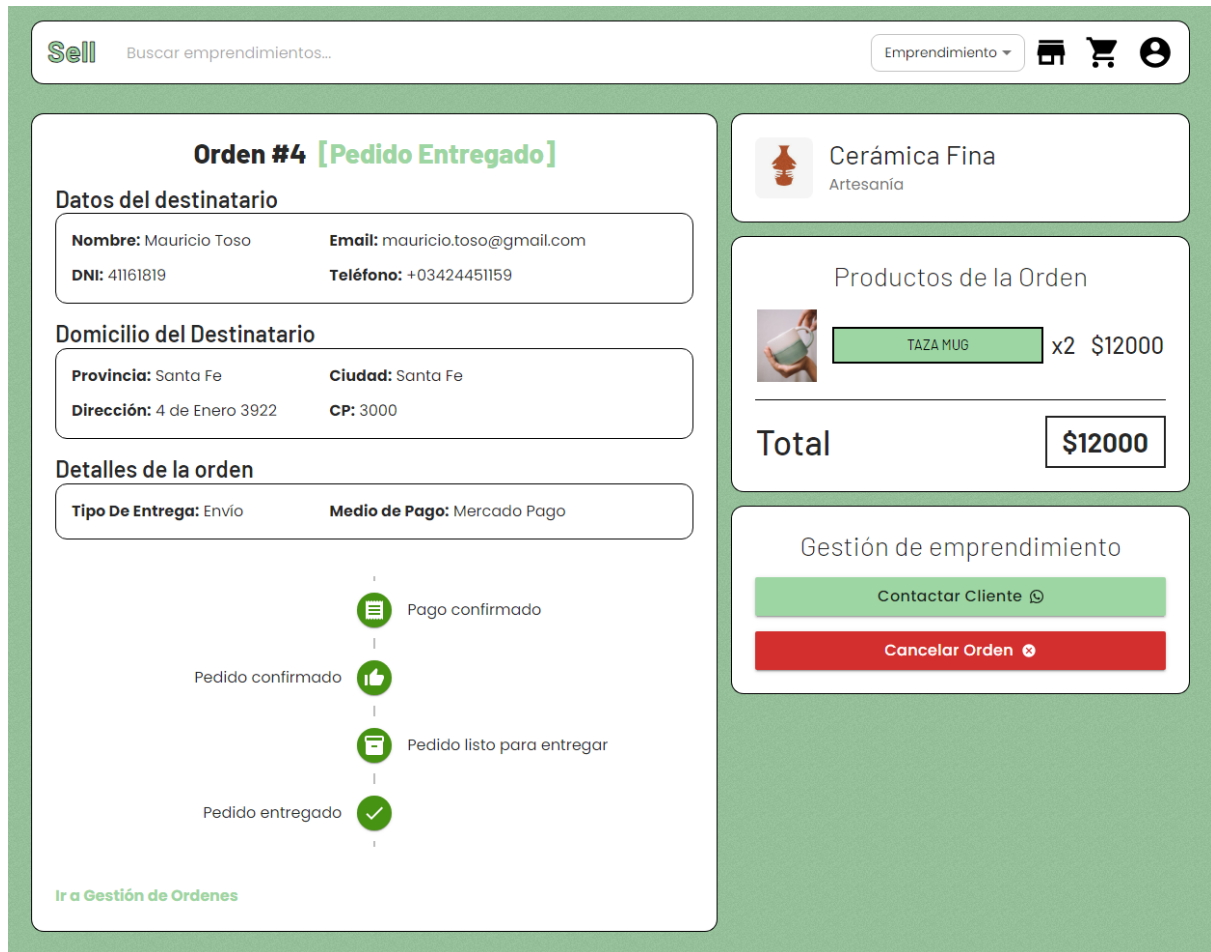 Sell
Buscar emprendimientos...
Emprendimiento
Orden #4 [Pedido Entregado]
Datos del destinatario
Nombre: Mauricio Toso
Email: mauricio.toso@gmail.com
DNI: 41161819
Teléfono: +03424451159
Domicilio del Destinatario
Provincia: Santa Fe
Ciudad: Santa Fe
Dirección: 4 de Enero 3922
CP: 3000
Detalles de la orden
Tipo De Entrega: Envío
Medio de Pago: Mercado Pago
Pago confirmado
Pedido confirmado
Pedido listo para entregar
Pedido entregado
Ir a Gestión de Ordenes
Cerámica Fina
Artesanía
Productos de la Orden
TAZA MUG x2 $12000
Total $12000
Gestión de emprendimiento
Contactar Cliente
Cancelar Orden